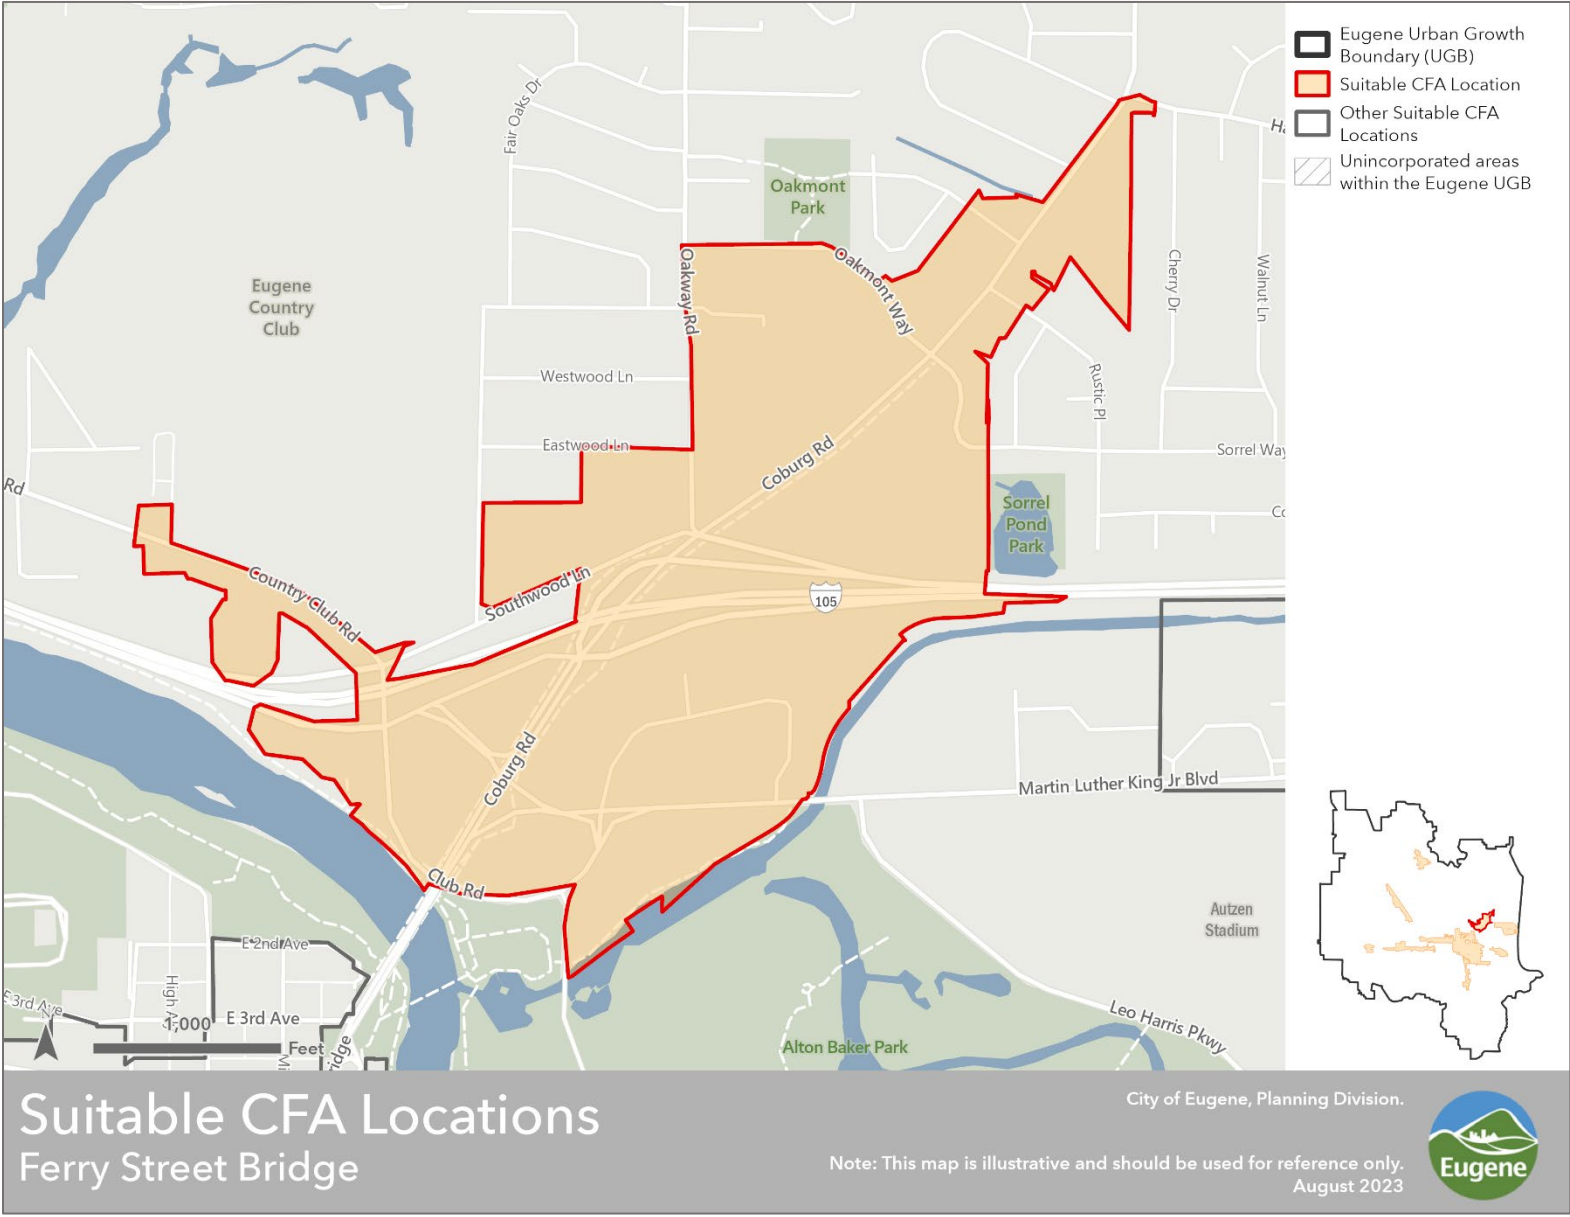 Eugene Urban Growth
Boundary (UGB)
Suitable CFA Location
Other Suitable CFA
Locations
Unincorporated areas
within the Eugene UGB
Fair Oaks Dr
Oakmont
Park
Eugene
Country
Club
Oakway Rd
Oakmont Way
Cherry Dr
Walnut Ln
Westwood Ln
Rustic Pl
Eastwood Ln
Coburg Rd
Sorrel Way
Rd
Sorrel
Pond
Park
Country Club Rd
Southwood Ln
105
Coburg Rd
Martin Luther King Jr Blvd
Club Rd
Autzen
Stadium
E 2nd Ave
High
E 3rd Ave
E 3rd Ave
1,000
Feet
Alton Baker Park
Leo Harris Pkwy
Suitable CFA Locations
Ferry Street Bridge
City of Eugene, Planning Division.
Note: This map is illustrative and should be used for reference only.
August 2023
Eugene